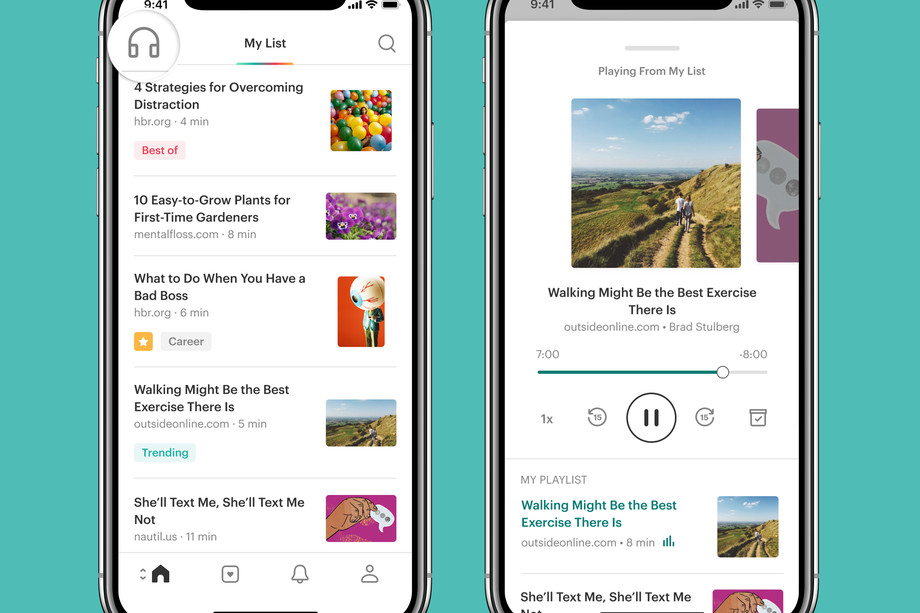 9:41
My List
4 Strategies for Overcoming
Distraction
hbr.org · 4 min
Best of
10 Easy-to-Grow Plants for
First-Time Gardeners
mentalfloss.com · 8 min
What to Do When You Have a
Bad Boss
hbr.org · 6 min
Career
Walking Might Be the Best
Exercise There Is
outsideonline.com · 5 min
Trending
She’ll Text Me, She’ll Text Me
Not
nautil.us · 11 min
9:41
Playing From My List
Walking Might Be the Best Exercise
There Is
outsideonline.com • Brad Stulberg
7:00 -8:00
1x 15 15
MY PLAYLIST
Walking Might Be the Best
Exercise There Is
outsideonline.com • 8 min
She’ll Text Me, She’ll Text Me
Not